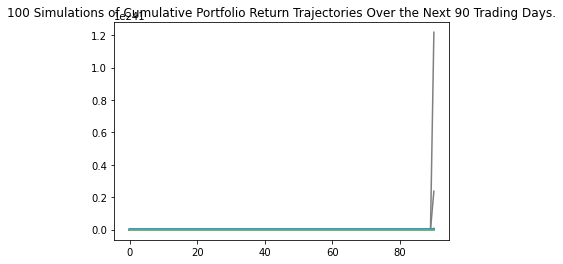 100 Simulations of Cumulative Portfolio Return Trajectories Over the Next 90 Trading Days.
1e241
1.2
1.0
0.8
0.6
0.4
0.2
0.0
0 20 40 60 80